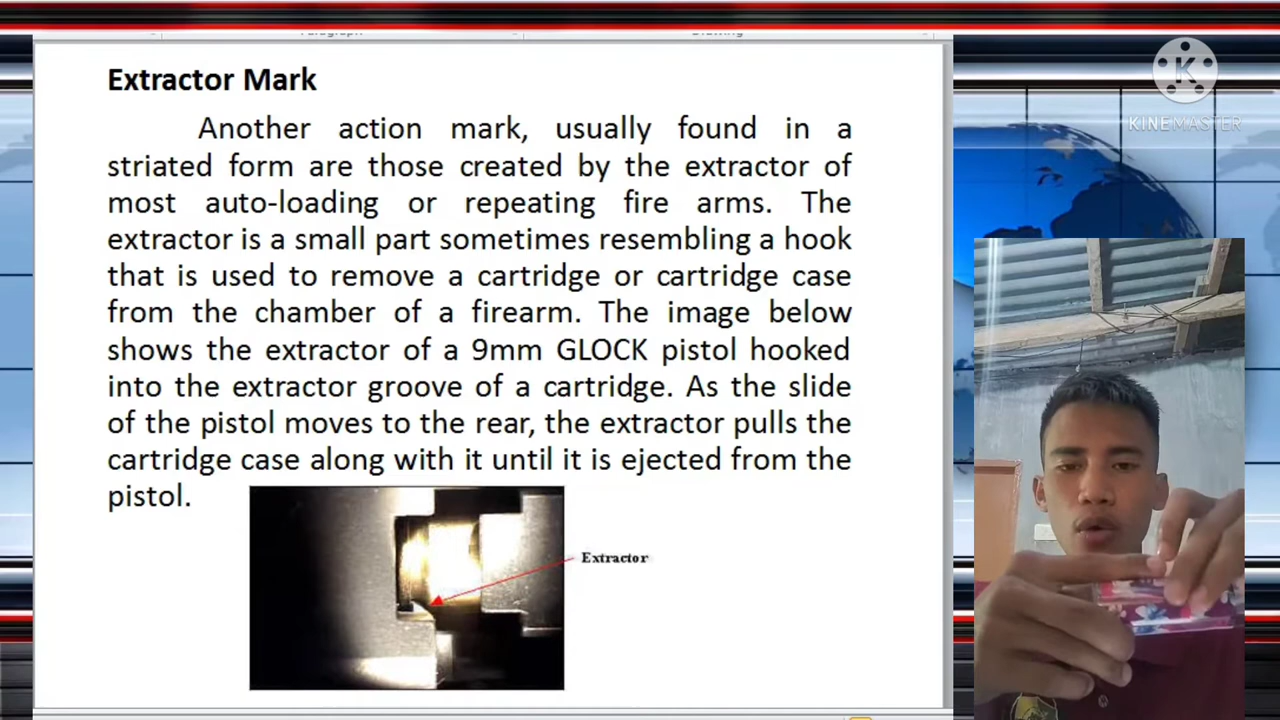 Paragraph
Drawing
Extractor Mark
Another action mark, usually found in a
striated form are those created by the extractor of
most auto-loading or repeating fire arms. The
extractor is a small part sometimes resembling a hook
that is used to remove a cartridge or cartridge case
from the chamber of a firearm. The image below
shows the extractor of a 9mm GLOCK pistol hooked
into the extractor groove of a cartridge. As the slide
of the pistol moves to the rear, the extractor pulls the
cartridge case along with it until it is ejected from the
pistol.
Extractor
K
KINEMASTER